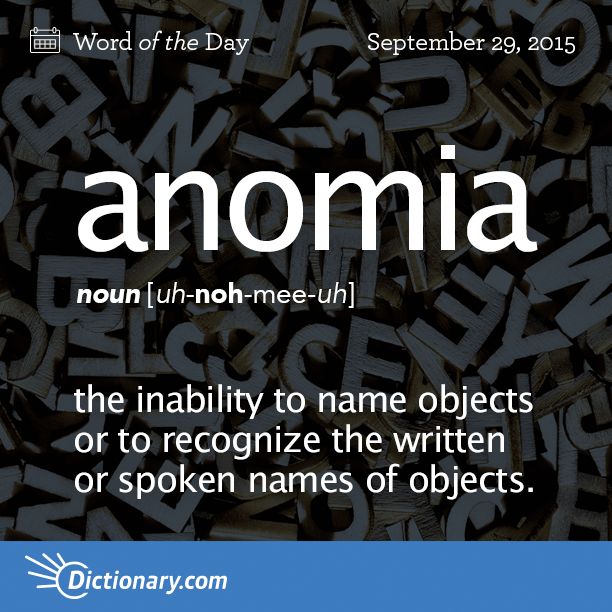 Word of the Day
September 29, 2015
anomia
noun [uh-noh-mee-uh]
the inability to name objects
or to recognize the written
or spoken names of objects.
Dictionary.com